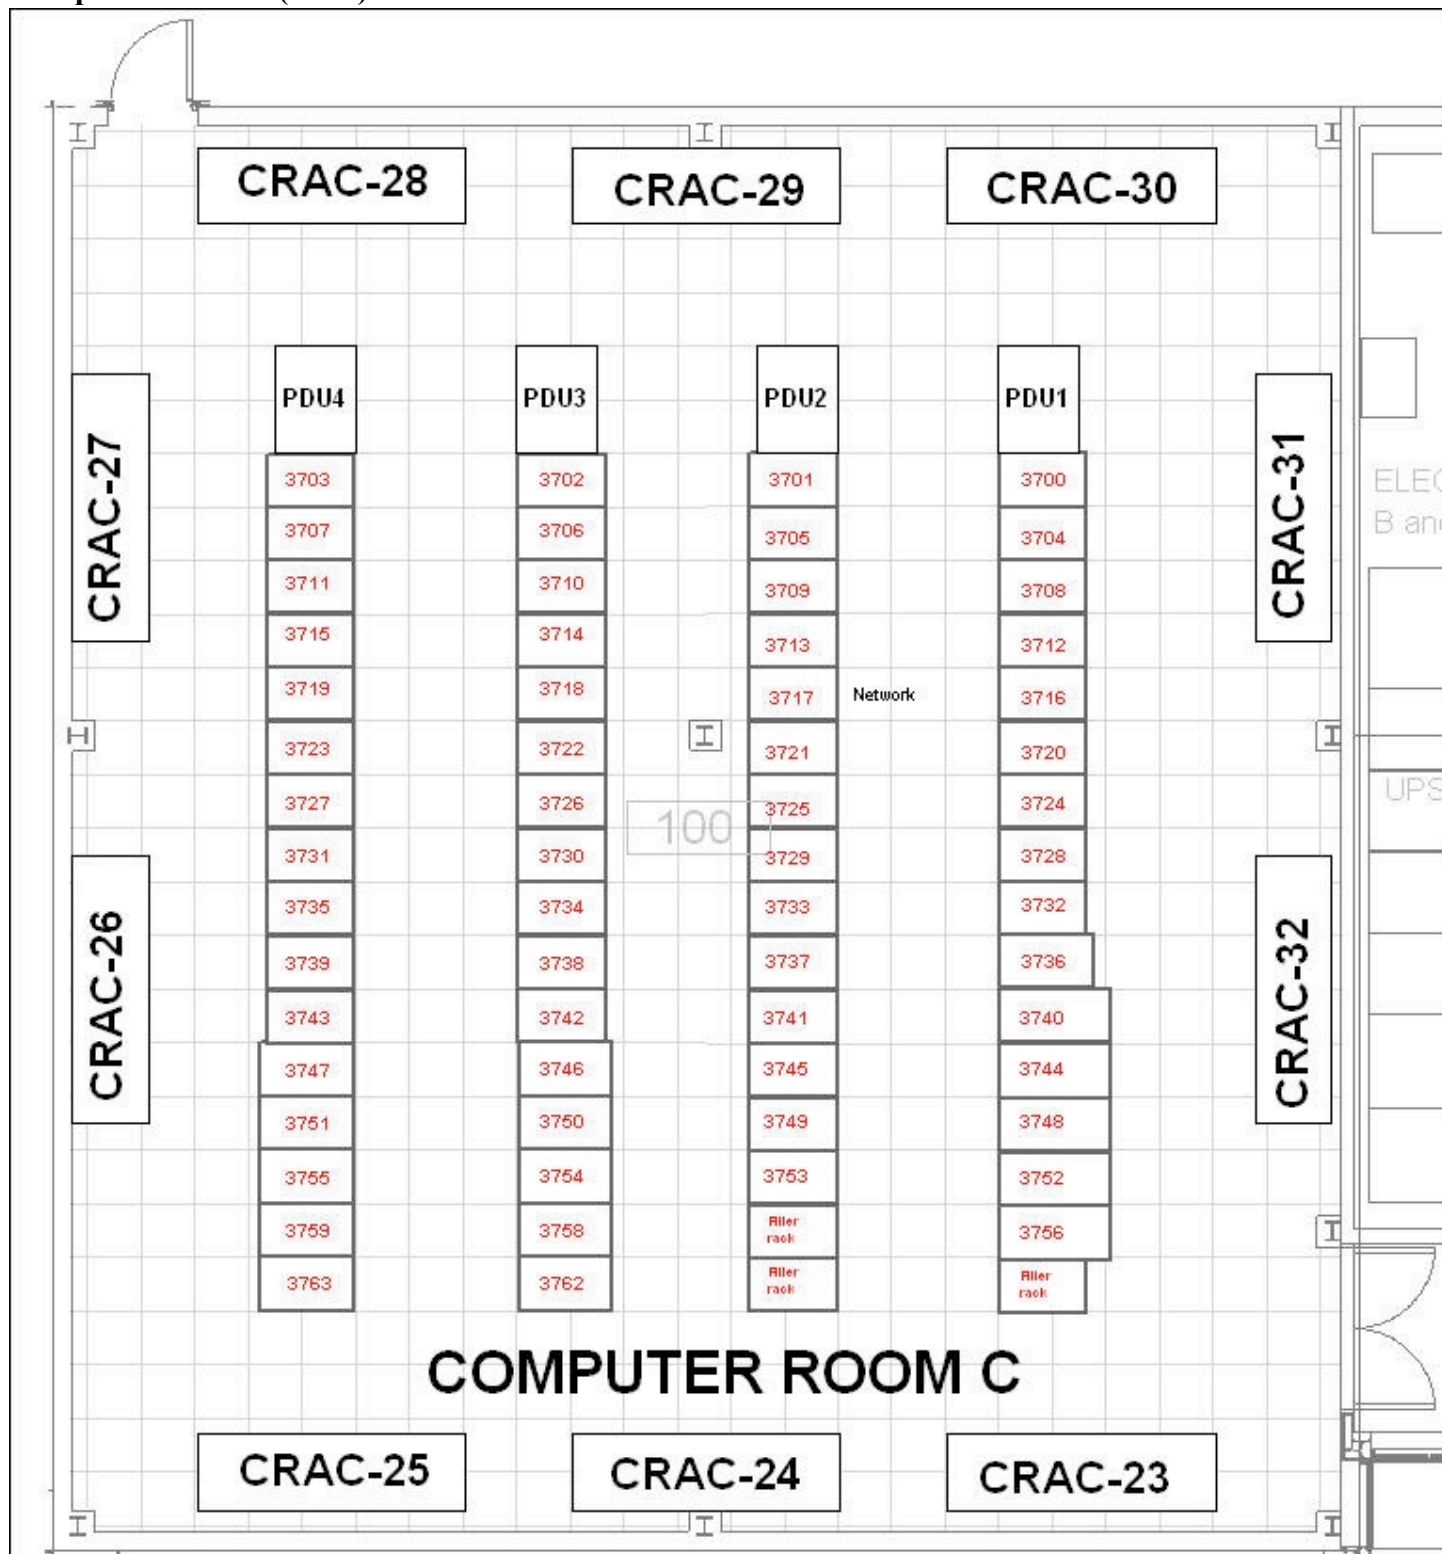 CRAC-28 CRAC-29 CRAC-30
PDU4 PDU3 PDU2 PDU1
CRAC-27
CRAC-31
3703 3702 3701 3700
3707 3706 3705 3704
3711 3710 3709 3708
3715 3714 3713 3712
3719 3718 3717 Network 3716
3723 3722 3721 3720
3727 3726 3725 3724
100
3731 3730 3729 3728
3735 3734 3733 3732
3739 3738 3737 3736
3743 3742 3741 3740
3747 3746 3745 3744
3751 3750 3749 3748
3755 3754 3753 3752
3759 3758 Filler rack 3756
3763 3762 Filler rack Filler rack
CRAC-26
CRAC-32
B and
UPS
COMPUTER ROOM C
CRAC-25 CRAC-24 CRAC-23